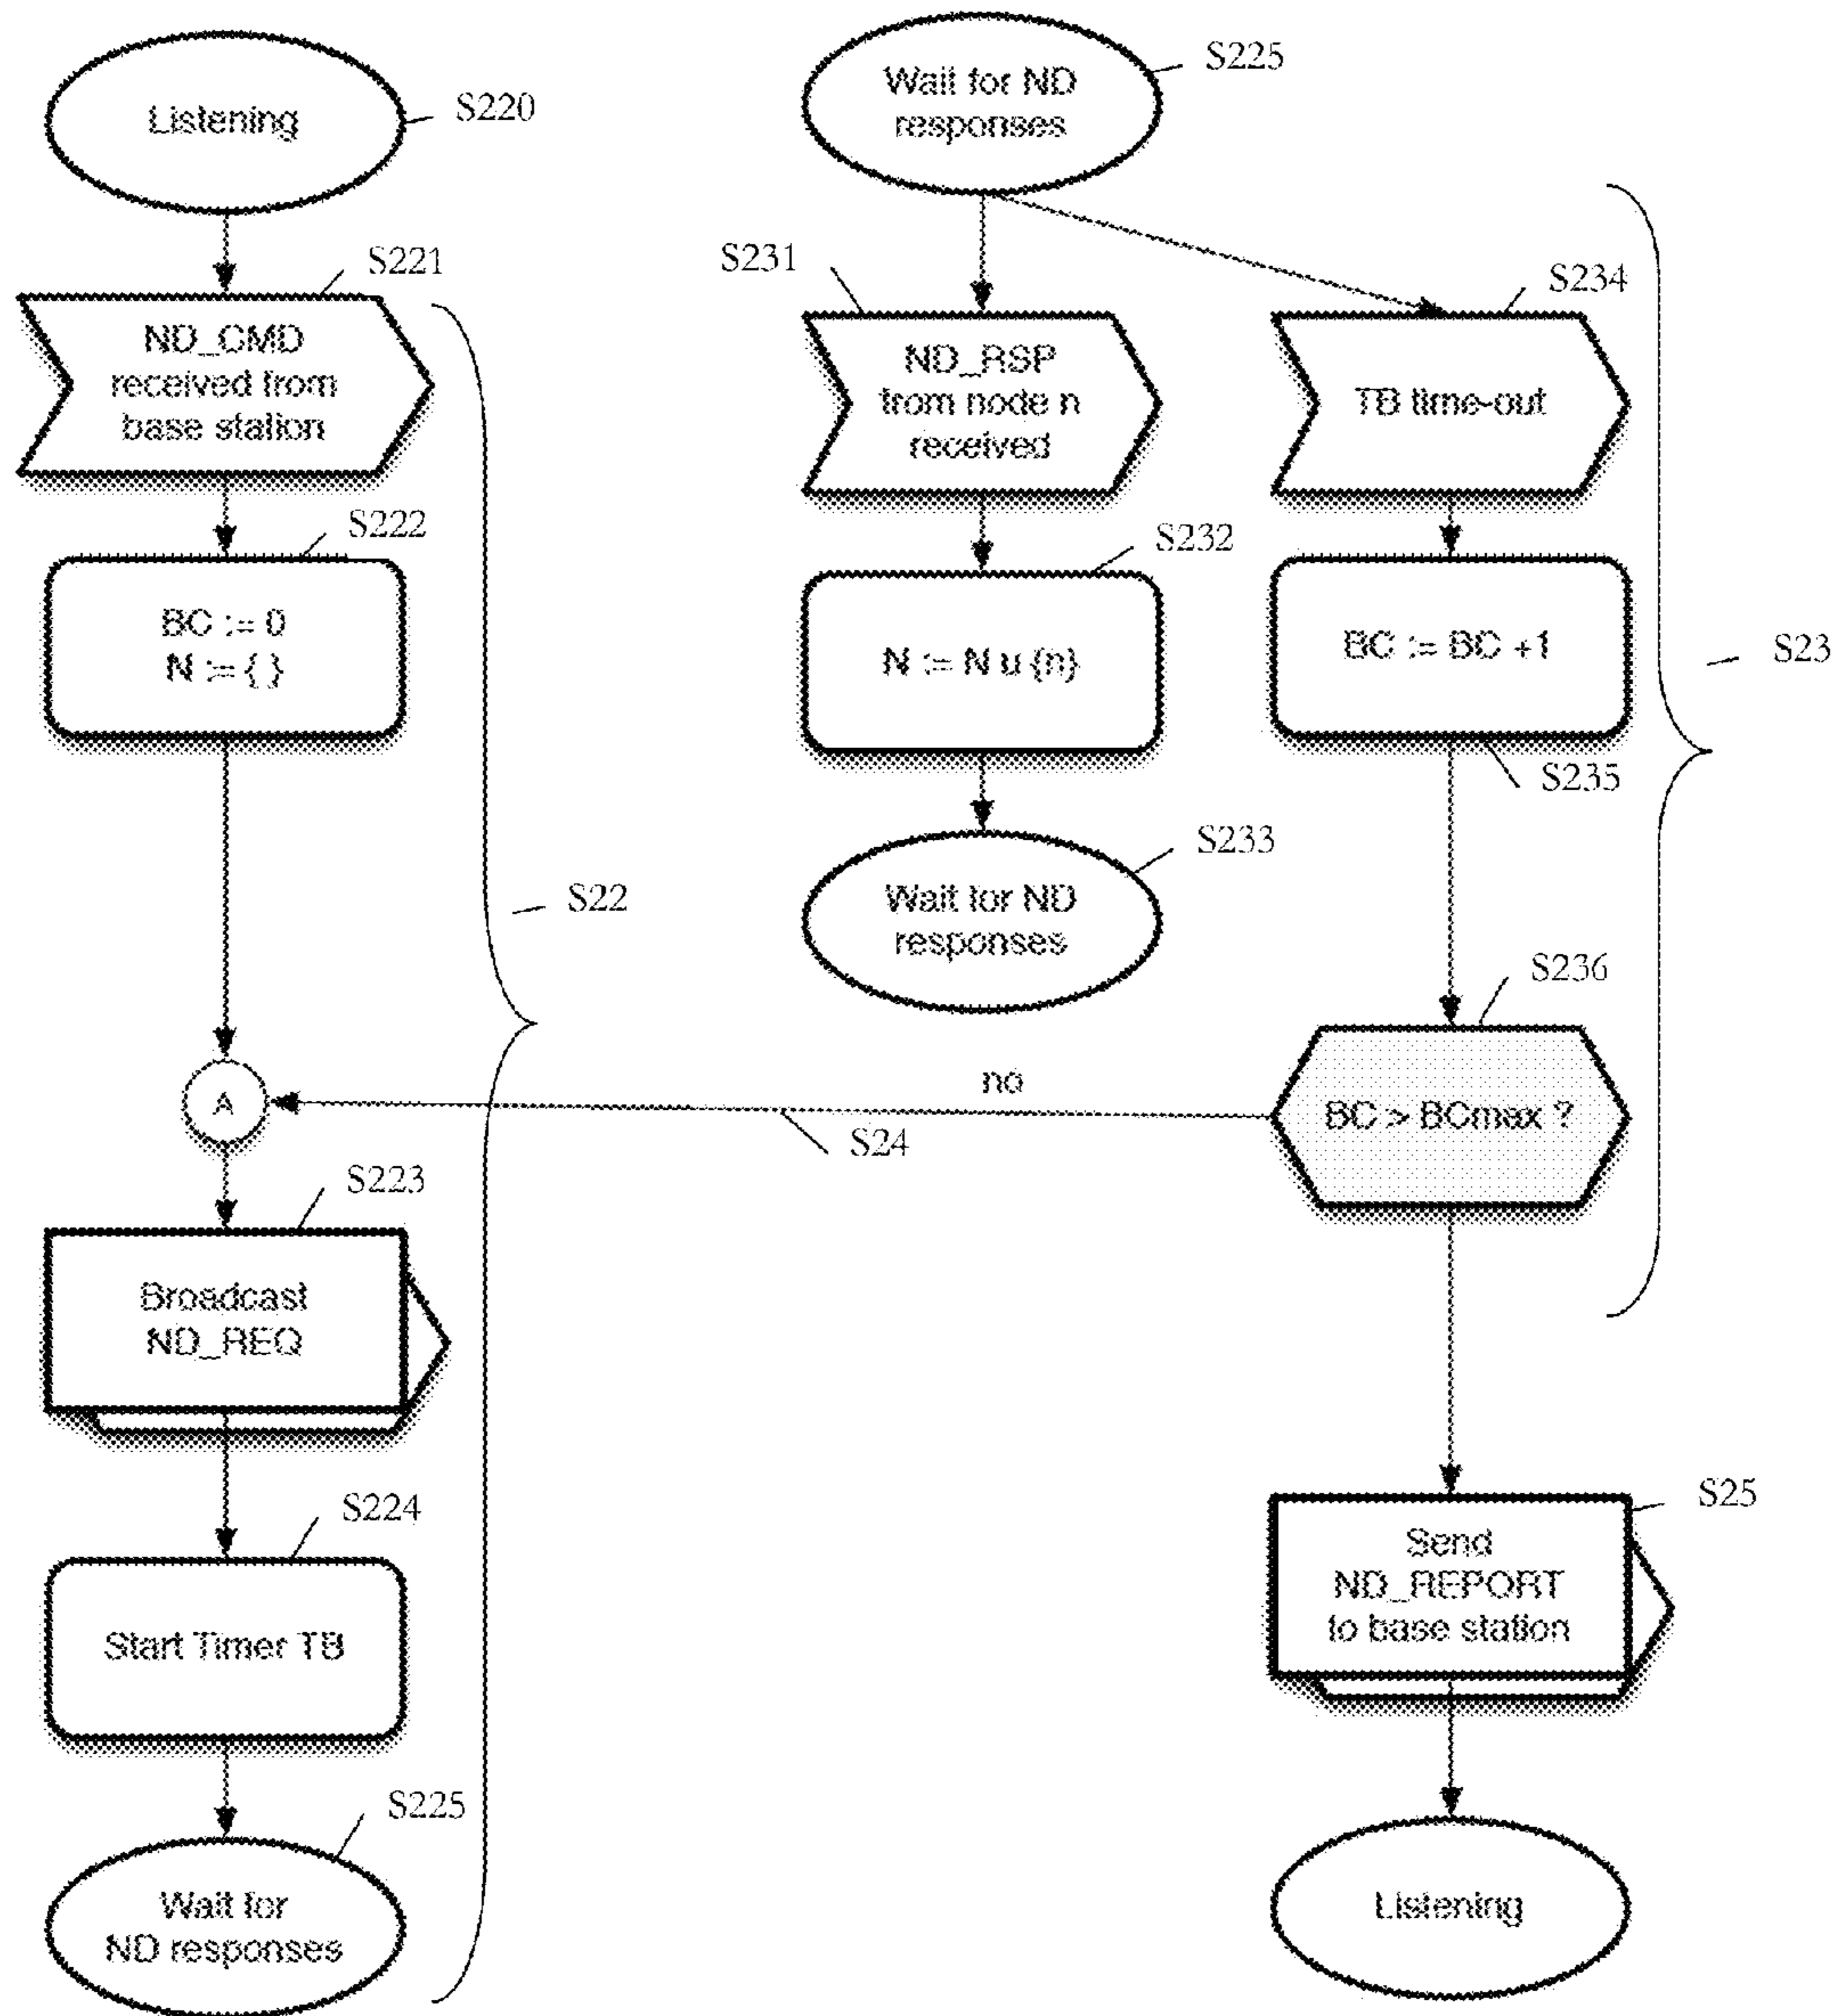 Listening
S220
S221
ND_CMD
received from
base station
S222
BC := 0
N := { }
A
S223
Broadcast
ND_REQ
S224
Start Timer TB
S225
Wait for
ND responses
S22
Wait for ND
responses
S225
S231
ND_RSP
from node n
received
S232
N := N u {n}
S233
Wait for ND
responses
S234
TB time-out
BC := BC +1
S235
S23
S236
BC > BCmax ?
no
S24
S25
Send
ND_REPORT
to base station
Listening